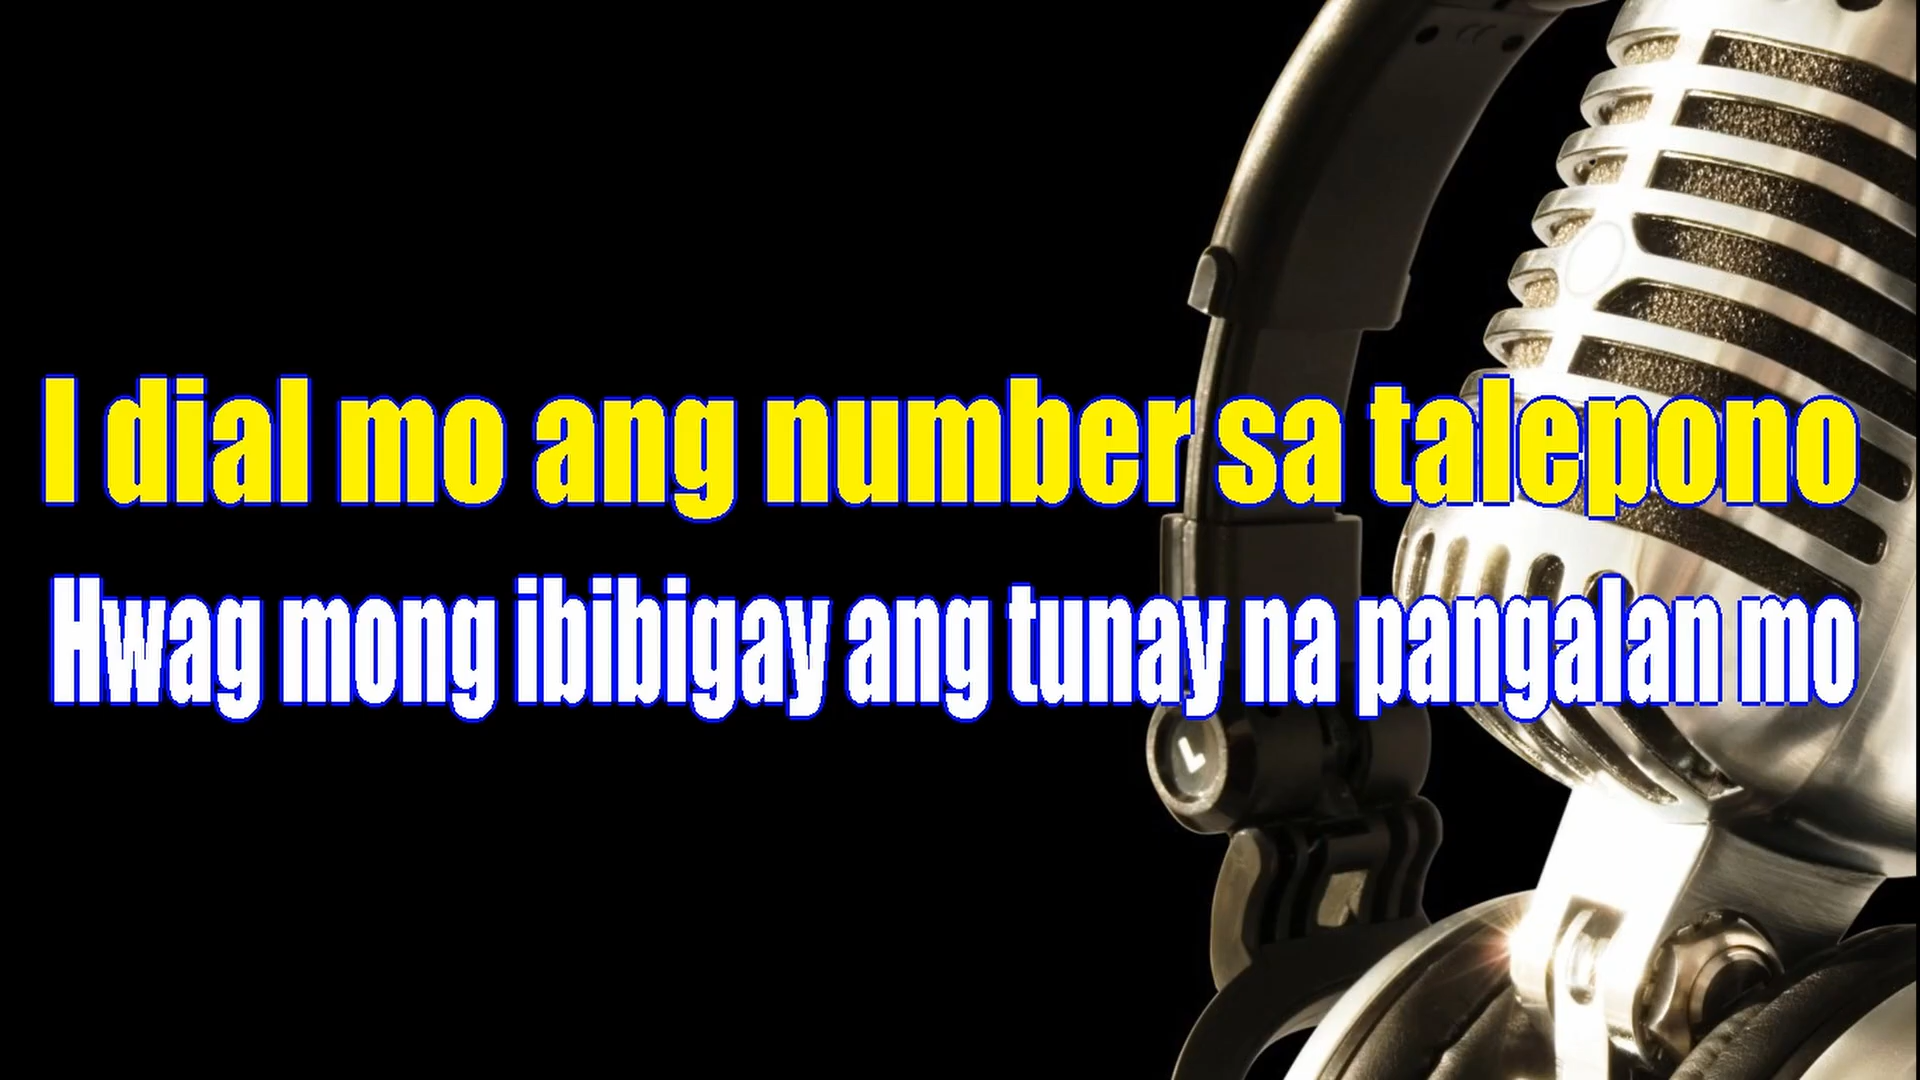 I dial mo ang number sa talepono
Hwag mong ibibigay ang tunay na pangalan mo